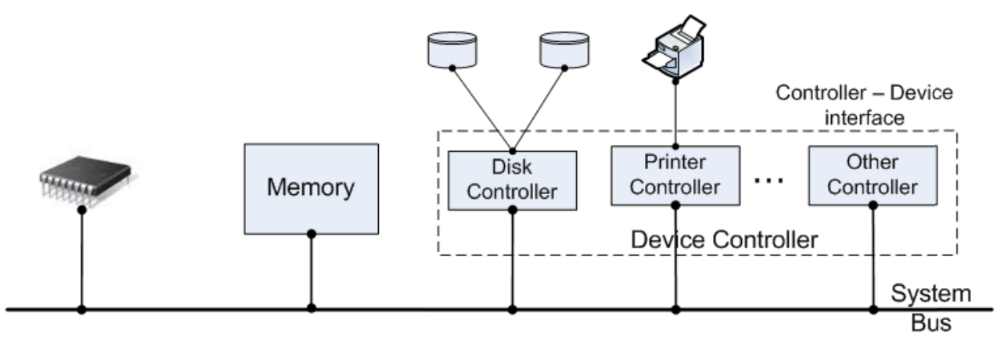 Controller – Device
interface
Memory
Disk
Controller
Printer
Controller
...
Other
Controller
Device Controller
System
Bus